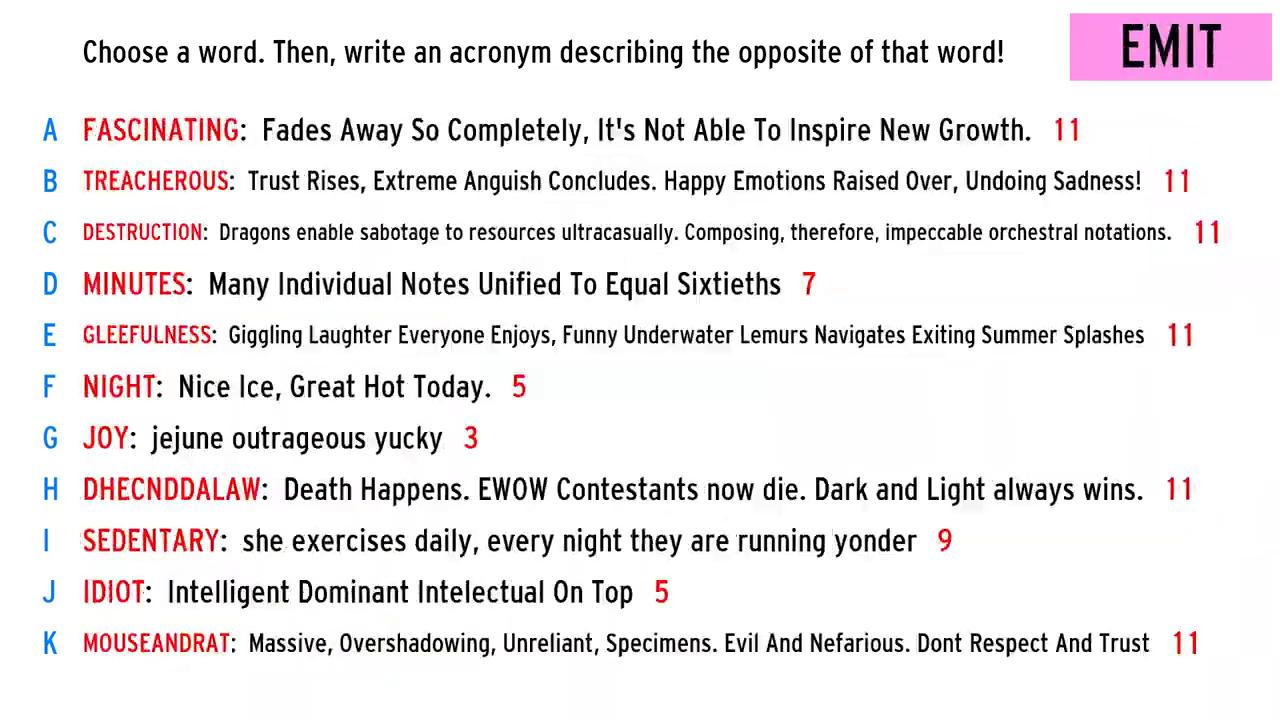 Choose a word. Then, write an acronym describing the opposite of that word!
EMIT
A FASCINATING: Fades Away So Completely, It's Not Able To Inspire New Growth. 11
B TREACHEROUS: Trust Rises, Extreme Anguish Concludes. Happy Emotions Raised Over, Undoing Sadness! 11
C DESTRUCTION: Dragons enable sabotage to resources ultracasually. Composing, therefore, impeccable orchestral notations. 11
D MINUTES: Many Individual Notes Unified To Equal Sixtieths 7
E GLEEFULNESS: Giggling Laughter Everyone Enjoys, Funny Underwater Lemurs Navigates Exiting Summer Splashes 11
F NIGHT: Nice Ice, Great Hot Today. 5
G JOY: jejune outrageous yucky 3
H DHECNDDALAW: Death Happens. EWOW Contestants now die. Dark and Light always wins. 11
I SEDENTARY: she exercises daily, every night they are running yonder 9
J IDIOT: Intelligent Dominant Intelectual On Top 5
K MOUSEANDRAT: Massive, Overshadowing, Unreliant, Specimens. Evil And Nefarious. Dont Respect And Trust 11